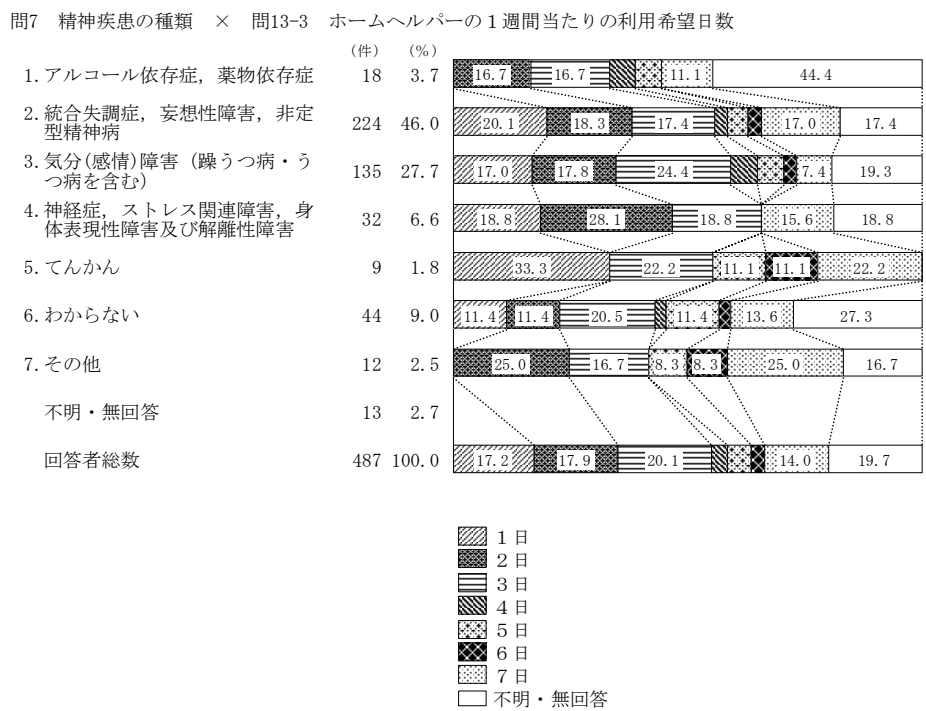 問7　精神疾患の種類　×　問13-3　ホームヘルパーの１週間当たりの利用希望日数
(件)　(%)
1. アルコール依存症，薬物依存症　18　3.7　16.7　16.7　11.1　44.4
2. 統合失調症，妄想性障害，非定
型精神病　224　46.0　20.1　18.3　17.4　17.0　17.4
3. 気分(感情)障害（躁うつ病・う
つ病を含む）　135　27.7　17.0　17.8　24.4　7.4　19.3
4. 神経症，ストレス関連障害，身
体表現性障害及び解離性障害　32　6.6　18.8　28.1　18.8　15.6　18.8
5. てんかん　9　1.8　33.3　22.2　11.1　11.1　22.2
6. わからない　44　9.0　11.4　11.4　20.5　11.4　13.6　27.3
7. その他　12　2.5　25.0　16.7　8.3　8.3　25.0　16.7
不明・無回答　13　2.7
回答者総数　487　100.0　17.2　17.9　20.1　14.0　19.7
１日
２日
３日
４日
５日
６日
７日
不明・無回答